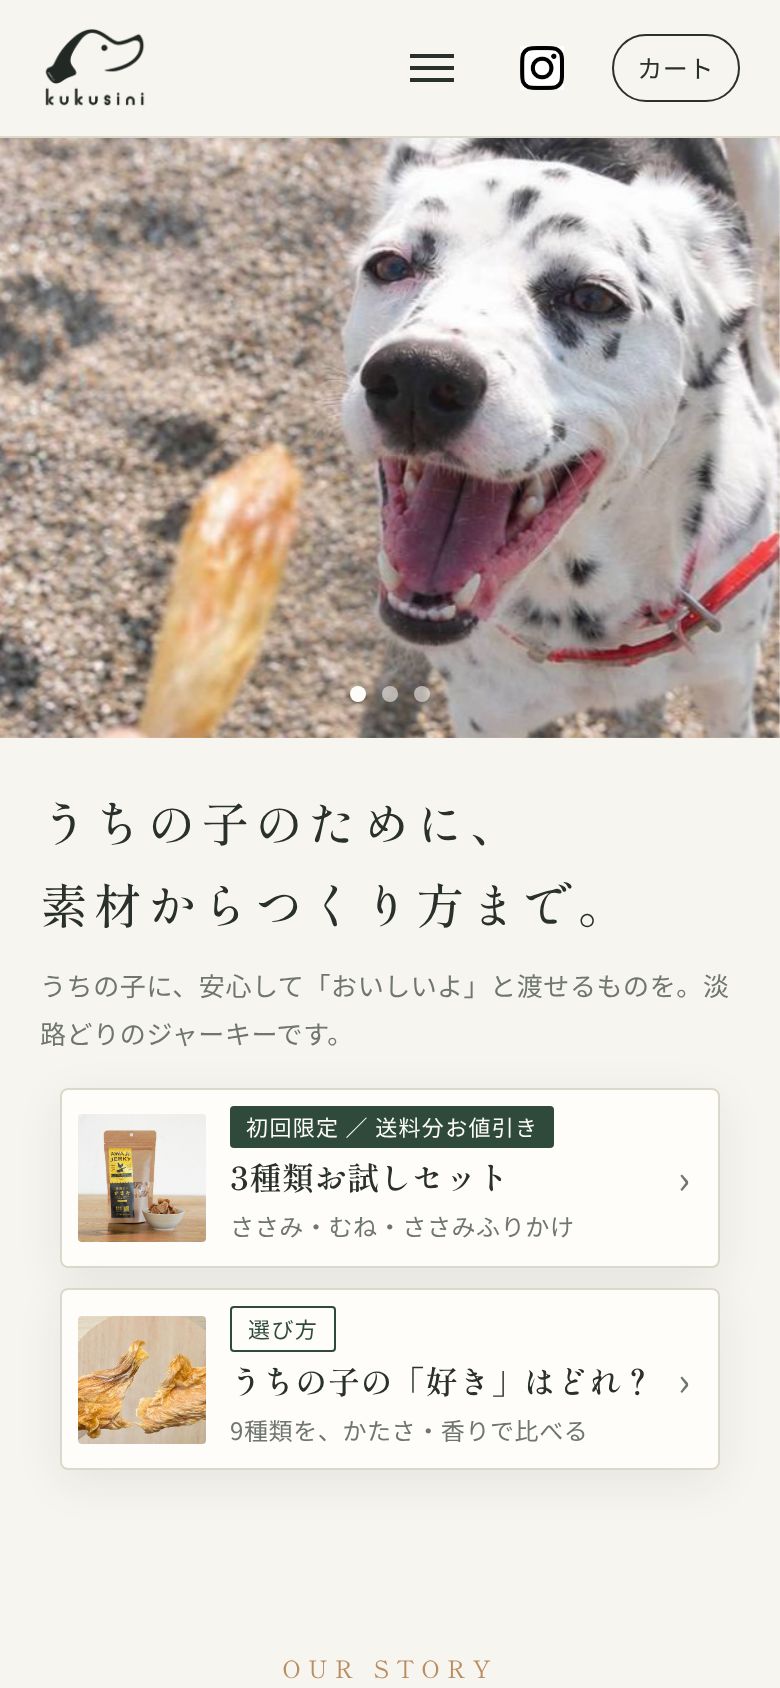 kukusini
カート
うちの子のために、
素材からつくり方まで。
うちの子に、安心して「おいしいよ」と渡せるものを。淡
路どりのジャーキーです。
AWAJI
JERKY
初回限定 ／ 送料分お値引き
3種類お試しセット
ささみ・むね・ささみふりかけ
選び方
うちの子の「好き」はどれ？
9種類を、かたさ・香りで比べる
OUR STORY